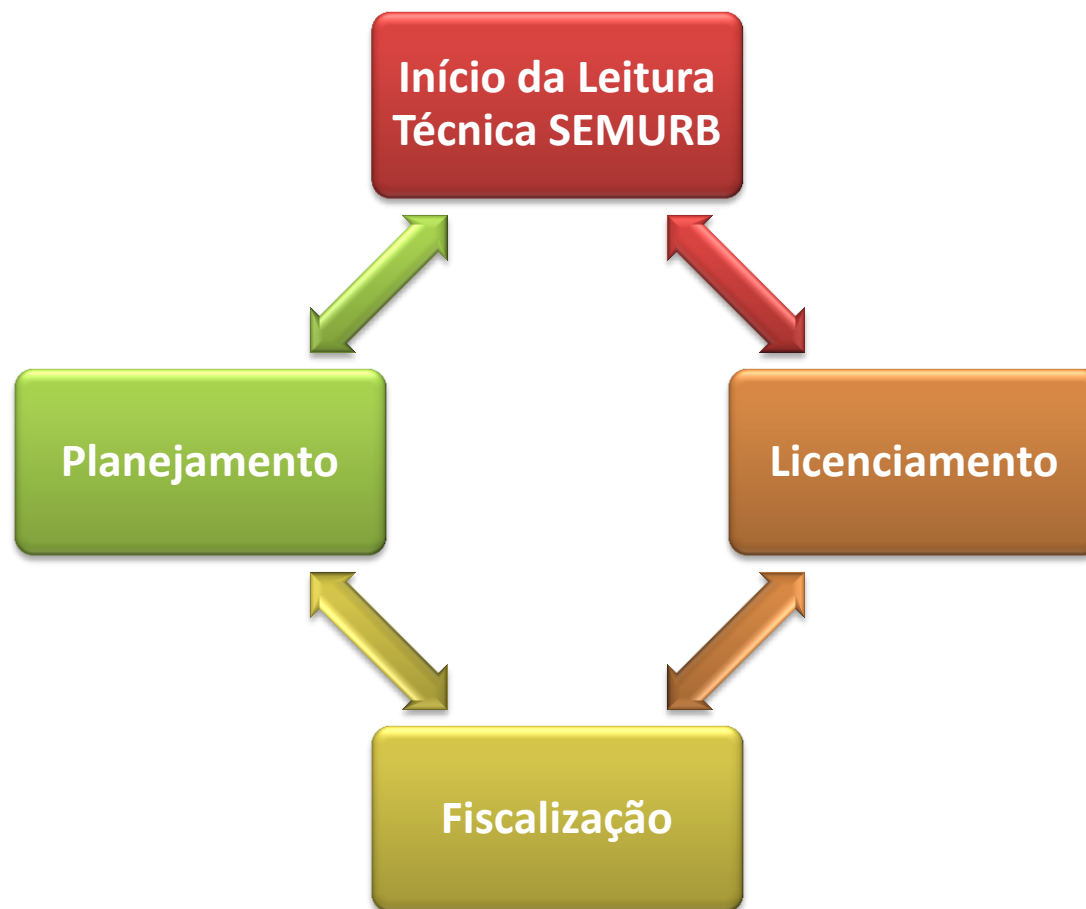 Início da Leitura
Técnica SEMURB
Planejamento
Licenciamento
Fiscalização